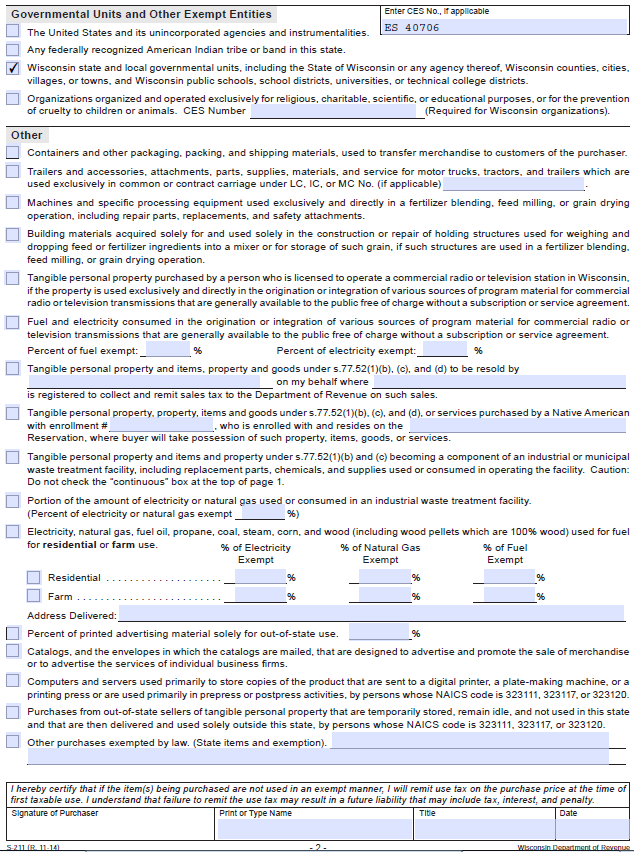 Governmental Units and Other Exempt Entities
Enter CES No., if applicable
ES 40706
The United States and its unincorporated agencies and instrumentalities.
Any federally recognized American Indian tribe or band in this state.
Wisconsin state and local governmental units, including the State of Wisconsin or any agency thereof, Wisconsin counties, cities,
villages, or towns, and Wisconsin public schools, school districts, universities, or technical college districts.
Organizations organized and operated exclusively for religious, charitable, scientific, or educational purposes, or for the prevention
of cruelty to children or animals. CES Number (Required for Wisconsin organizations).
Other
Containers and other packaging, packing, and shipping materials, used to transfer merchandise to customers of the purchaser.
Trailers and accessories, attachments, parts, supplies, materials, and service for motor trucks, tractors, and trailers which are
used exclusively in common or contract carriage under LC, IC, or MC No. (if applicable) .
Machines and specific processing equipment used exclusively and directly in a fertilizer blending, feed milling, or grain drying
operation, including repair parts, replacements, and safety attachments.
Building materials acquired solely for and used solely in the construction or repair of holding structures used for weighing and
dropping feed or fertilizer ingredients into a mixer or for storage of such grain, if such structures are used in a fertilizer blending,
feed milling, or grain drying operation.
Tangible personal property purchased by a person who is licensed to operate a commercial radio or television station in Wisconsin,
if the property is used exclusively and directly in the origination or integration of various sources of program material for commercial
radio or television transmissions that are generally available to the public free of charge without a subscription or service agreement.
Fuel and electricity consumed in the origination or integration of various sources of program material for commercial radio or
television transmissions that are generally available to the public free of charge without a subscription or service agreement.
Percent of fuel exempt: % Percent of electricity exempt: %
Tangible personal property and items, property and goods under s.77.52(1)(b), (c), and (d) to be resold by
on my behalf where
is registered to collect and remit sales tax to the Department of Revenue on such sales.
Tangible personal property, property, items and goods under s.77.52(1)(b), (c), and (d), or services purchased by a Native American
with enrollment # , who is enrolled with and resides on the
Reservation, where buyer will take possession of such property, items, goods, or services.
Tangible personal property and items and property under s.77.52(1)(b) and (c) becoming a component of an industrial or municipal
waste treatment facility, including replacement parts, chemicals, and supplies used or consumed in operating the facility. Caution:
Do not check the “continuous” box at the top of page 1.
Portion of the amount of electricity or natural gas used or consumed in an industrial waste treatment facility.
(Percent of electricity or natural gas exempt %)
Electricity, natural gas, fuel oil, propane, coal, steam, corn, and wood (including wood pellets which are 100% wood) used for fuel
for residential or farm use.
% of Electricity % of Natural Gas % of Fuel
Exempt Exempt Exempt
Residential . . . . . . . . . . . . . . . . . . . . % % %
Farm . . . . . . . . . . . . . . . . . . . . . . . . . % % %
Address Delivered:
Percent of printed advertising material solely for out-of-state use. %
Catalogs, and the envelopes in which the catalogs are mailed, that are designed to advertise and promote the sale of merchandise
or to advertise the services of individual business firms.
Computers and servers used primarily to store copies of the product that are sent to a digital printer, a plate-making machine, or a
printing press or are used primarily in prepress or postpress activities, by persons whose NAICS code is 323111, 323117, or 323120.
Purchases from out-of-state sellers of tangible personal property that are temporarily stored, remain idle, and not used in this state
and that are then delivered and used solely outside this state, by persons whose NAICS code is 323111, 323117, or 323120.
Other purchases exempted by law. (State items and exemption).
I hereby certify that if the item(s) being purchased are not used in an exempt manner, I will remit use tax on the purchase price at the time of
first taxable use. I understand that failure to remit the use tax may result in a future liability that may include tax, interest, and penalty.
Signature of Purchaser Print or Type Name Title Date
S-211 (R. 11-14) - 2 - Wisconsin Department of Revenue